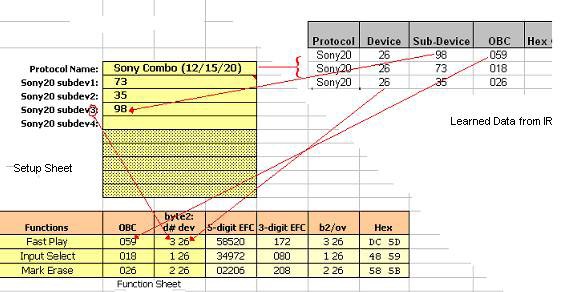 Protocol Device Sub-Device OBC Hex
Sony20 26 98 059
Sony20 26 73 018
Sony20 26 35 026
Protocol Name: Sony Combo (12/15/20)
Sony20 subdev1: 73
Sony20 subdev2: 35
Sony20 subdev3: 98
Sony20 subdev4:
Learned Data from IR
Setup Sheet
byte2:
Functions OBC d# dev 5-digit EFC 3-digit EFC b2/ov Hex
Fast Play 059 3 26 58520 172 3 26 DC 5D
Input Select 018 1 26 34972 080 1 26 48 59
Mark Erase 026 2 26 02206 208 2 26 58 5B
Function Sheet